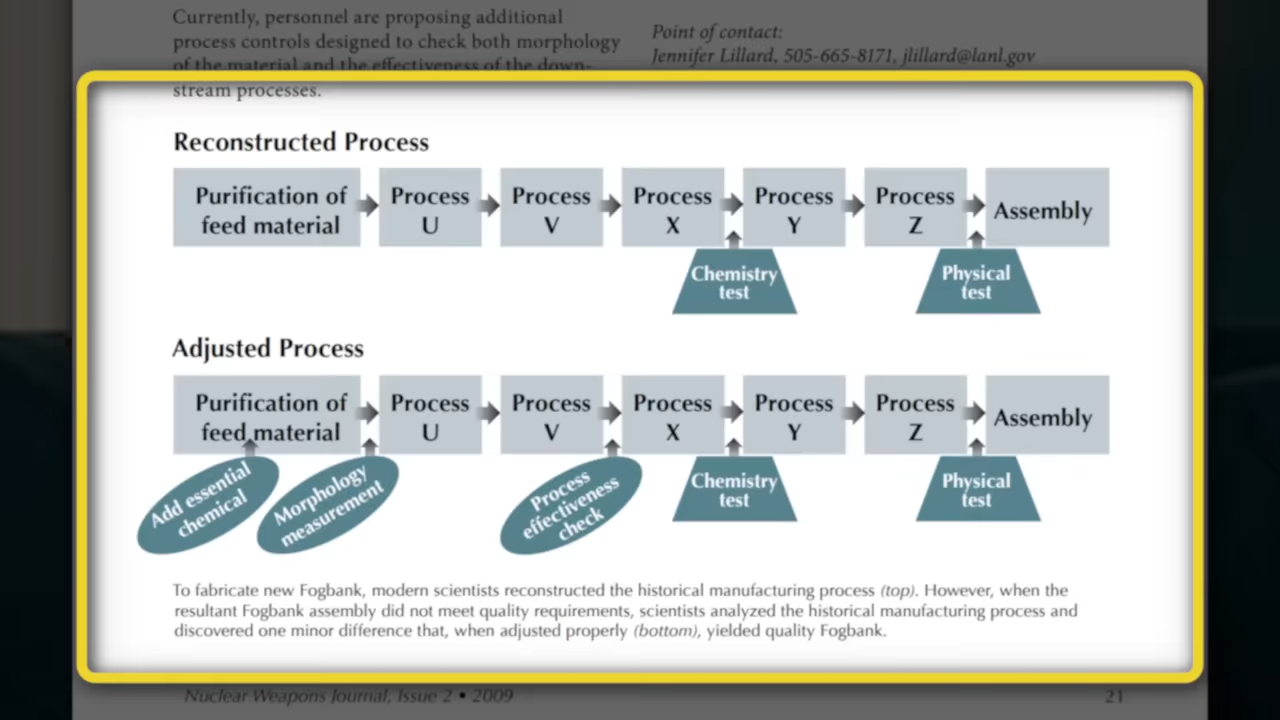 Currently, personnel are proposing additional
process controls designed to check both morphology
of the material and the effectiveness of the down-
stream processes.
Point of contact:
Jennifer Lillard, 505-665-8171, jlillard@lanl.gov
Reconstructed Process
Purification of
feed material
Process
U
Process
V
Process
X
Process
Y
Process
Z
Assembly
Chemistry
test
Physical
test
Adjusted Process
Purification of
feed material
Process
U
Process
V
Process
X
Process
Y
Process
Z
Assembly
Add essential
chemical
Morphology
measurement
Process
effectiveness
check
Chemistry
test
Physical
test
To fabricate new Fogbank, modern scientists reconstructed the historical manufacturing process (top). However, when the
resultant Fogbank assembly did not meet quality requirements, scientists analyzed the historical manufacturing process and
discovered one minor difference that, when adjusted properly (bottom), yielded quality Fogbank.
Nuclear Weapons Journal, Issue 2 • 2009
21